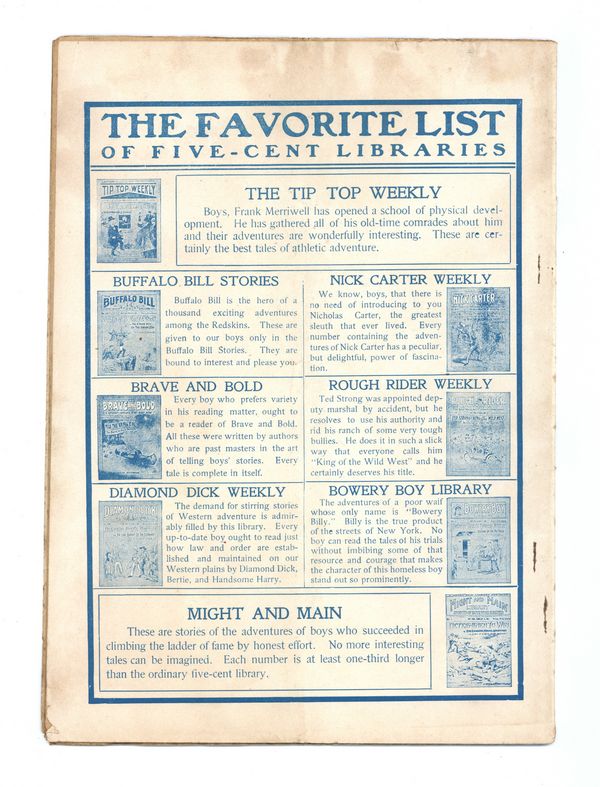 THE FAVORITE LIST
OF FIVE-CENT LIBRARIES
TIP TOP WEEKLY
THE TIP TOP WEEKLY
Boys, Frank Merriwell has opened a school of physical devel-
opment. He has gathered all of his old-time comrades about him
and their adventures are wonderfully interesting. These are cer-
tainly the best tales of athletic adventure.
BUFFALO BILL STORIES
BUFFALO BILL
Buffalo Bill is the hero of a
thousand exciting adventures
among the Redskins. These are
given to our boys only in the
Buffalo Bill Stories. They are
bound to interest and please you.
NICK CARTER WEEKLY
We know, boys, that there is
no need of introducing to you
Nicholas Carter, the greatest
sleuth that ever lived. Every
number containing the adven-
tures of Nick Carter has a peculiar,
but delightful, power of fascina-
tion.
NICK CARTER
BRAVE AND BOLD
BRAVE AND BOLD
Every boy who prefers variety
in his reading matter, ought to
be a reader of Brave and Bold.
All these were written by authors
who are past masters in the art
of telling boys' stories. Every
tale is complete in itself.
ROUGH RIDER WEEKLY
Ted Strong was appointed dep-
uty marshal by accident, but he
resolves to use his authority and
rid his ranch of some very tough
bullies. He does it in such a slick
way that everyone calls him
"King of the Wild West" and he
certainly deserves his title.
DIAMOND DICK WEEKLY
DIAMOND DICK
The demand for stirring stories
of Western adventure is admir-
ably filled by this library. Every
up-to-date boy ought to read just
how law and order are estab-
lished and maintained on our
Western plains by Diamond Dick,
Bertie, and Handsome Harry.
BOWERY BOY LIBRARY
The adventures of a poor waif
whose only name is "Bowery
Billy." Billy is the true product
of the streets of New York. No
boy can read the tales of his trials
without imbibing some of that
resource and courage that makes
the character of this homeless boy
stand out so prominently.
BOWERY BOY
MIGHT AND MAIN
These are stories of the adventures of boys who succeeded in
climbing the ladder of fame by honest effort. No more interesting
tales can be imagined. Each number is at least one-third longer
than the ordinary five-cent library.
MIGHT AND MAIN
LIBRARY